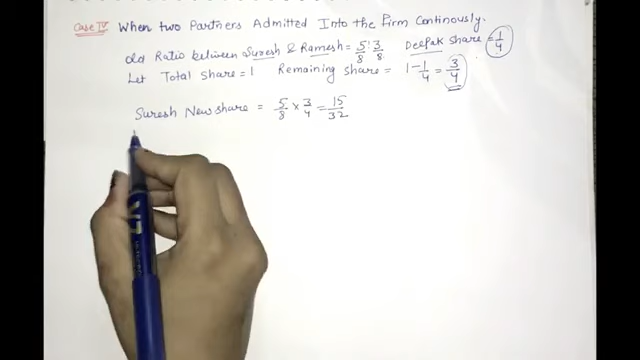 Case IV When two Partners Admitted Into the Firm Continously.
Old Ratio between Suresh & Ramesh = 5/8 : 3/8 Deepak Share = 1/4
Let Total Share = 1 Remaining share = 1 - 1/4 = 3/4
Suresh New share = 5/8 × 3/4 = 15/32